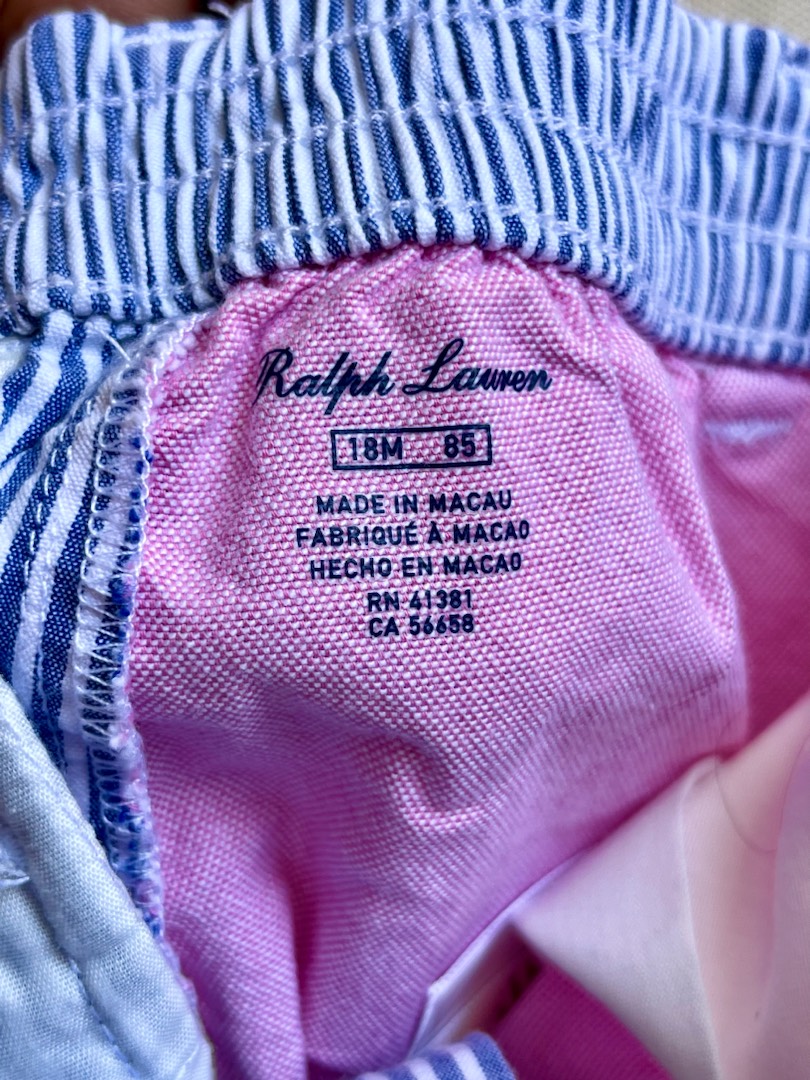 Ralph Lauren
18M 85
MADE IN MACAU
FABRIQUÉ À MACAO
HECHO EN MACAO
RN 41381
CA 56658